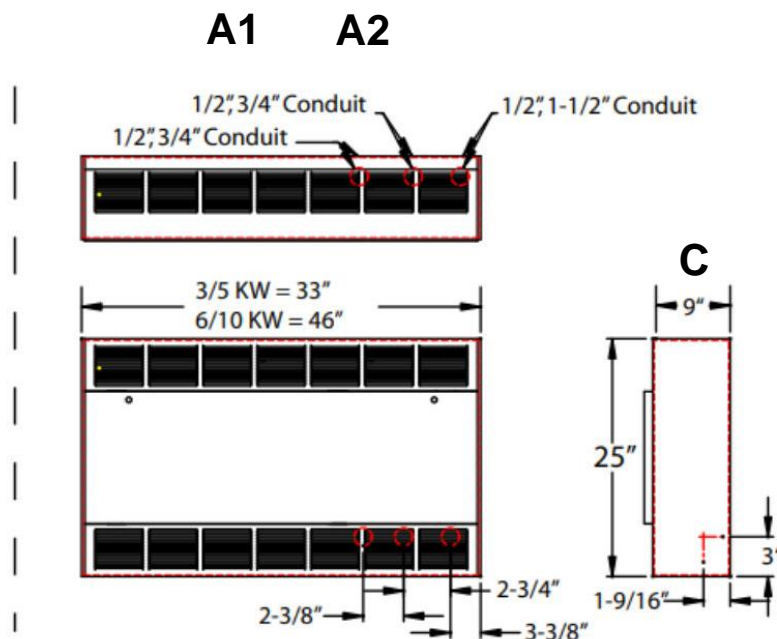 A1 A2
1/2",3/4" Conduit 1/2",1-1/2" Conduit
1/2",3/4" Conduit
C
3/5 KW = 33" 9"
6/10 KW = 46"
25"
3"
2-3/4"
2-3/8" 1-9/16"
3-3/8"